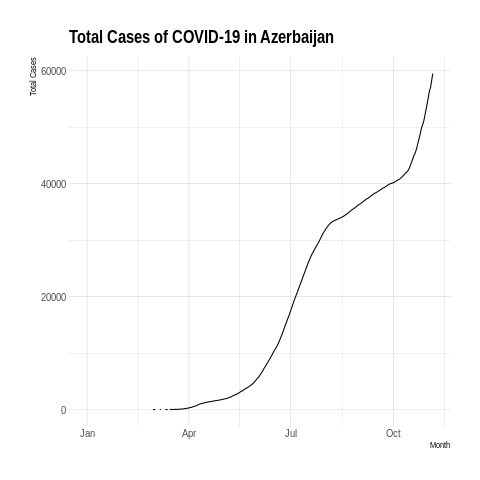 Total Cases of COVID-19 in Azerbaijan
Total Cases
60000
40000
20000
0
Jan Apr Jul Oct
Month